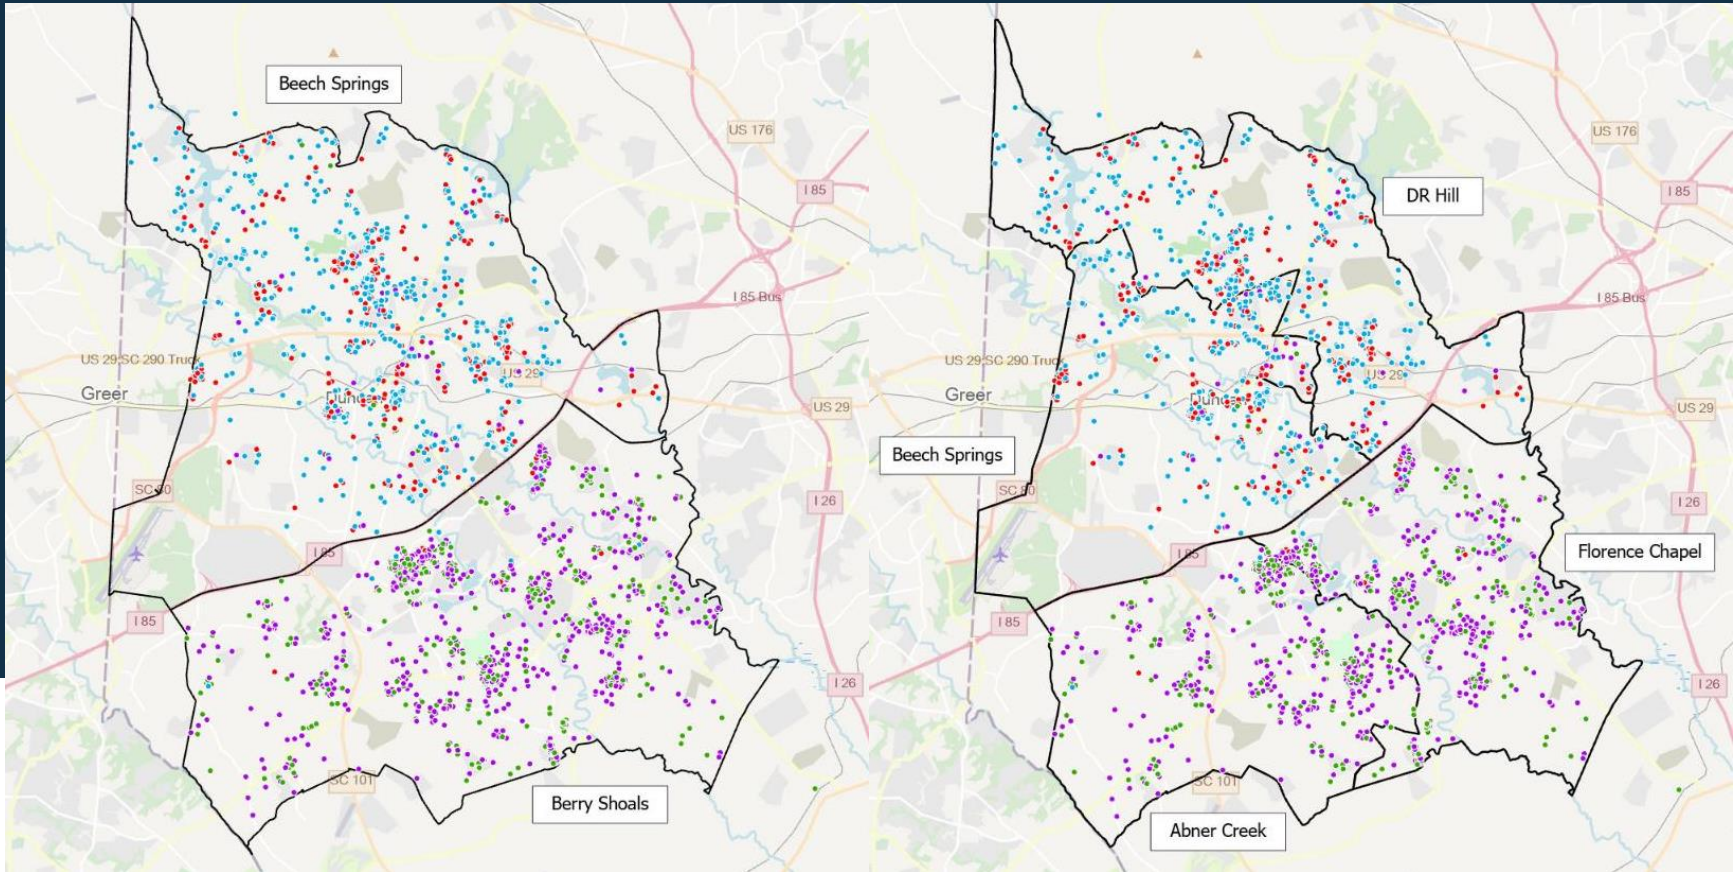 Beech Springs
US 176
I 85
I 85 Bus
US 29;SC 290 Truck
Greer
US 29
Duncan
US 29
SC 80
I 85
I 26
I 85
I 26
SC 101
Berry Shoals
US 176
I 85
DR Hill
I 85 Bus
US 29;SC 290 Truck
Greer
US 29
US 29
Beech Springs
SC 80
I 85
I 26
Florence Chapel
I 85
I 26
SC 101
Abner Creek